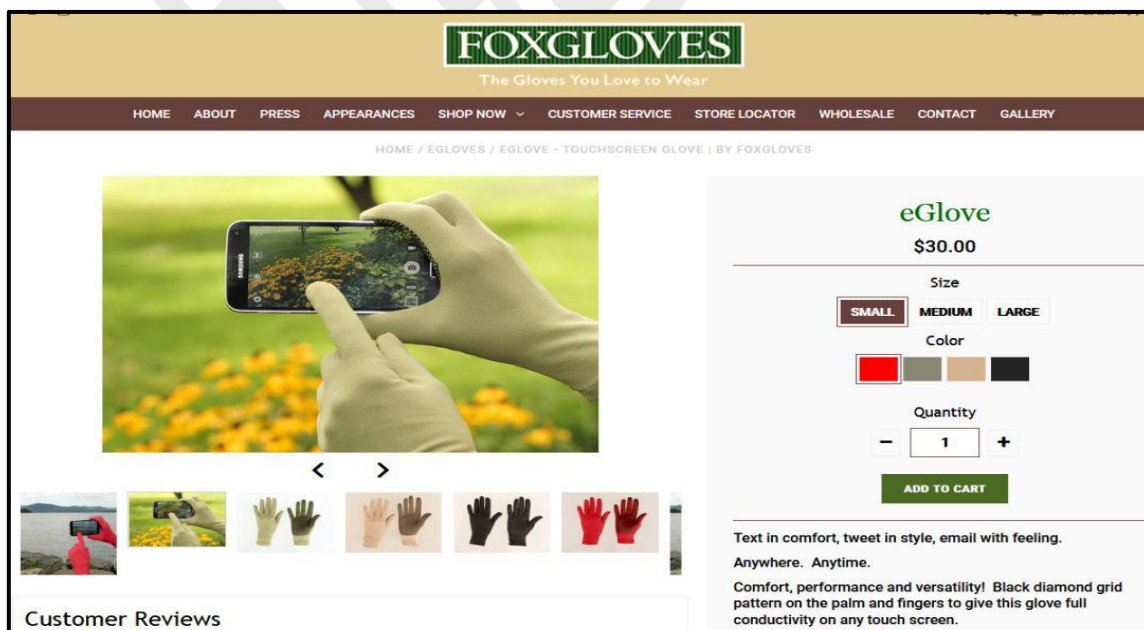 FOXGLOVES
The Gloves You Love to Wear
HOME ABOUT PRESS APPEARANCES SHOP NOW CUSTOMER SERVICE STORE LOCATOR WHOLESALE CONTACT GALLERY
HOME / EGLOVES / EGLOVE - TOUCHSCREEN GLOVE | BY FOXGLOVES
SAMSUNG
eGlove
$30.00
Size
SMALL MEDIUM LARGE
Color
Quantity
− 1 +
ADD TO CART
Text in comfort, tweet in style, email with feeling.
Anywhere. Anytime.
Comfort, performance and versatility! Black diamond grid
pattern on the palm and fingers to give this glove full
conductivity on any touch screen.
Customer Reviews